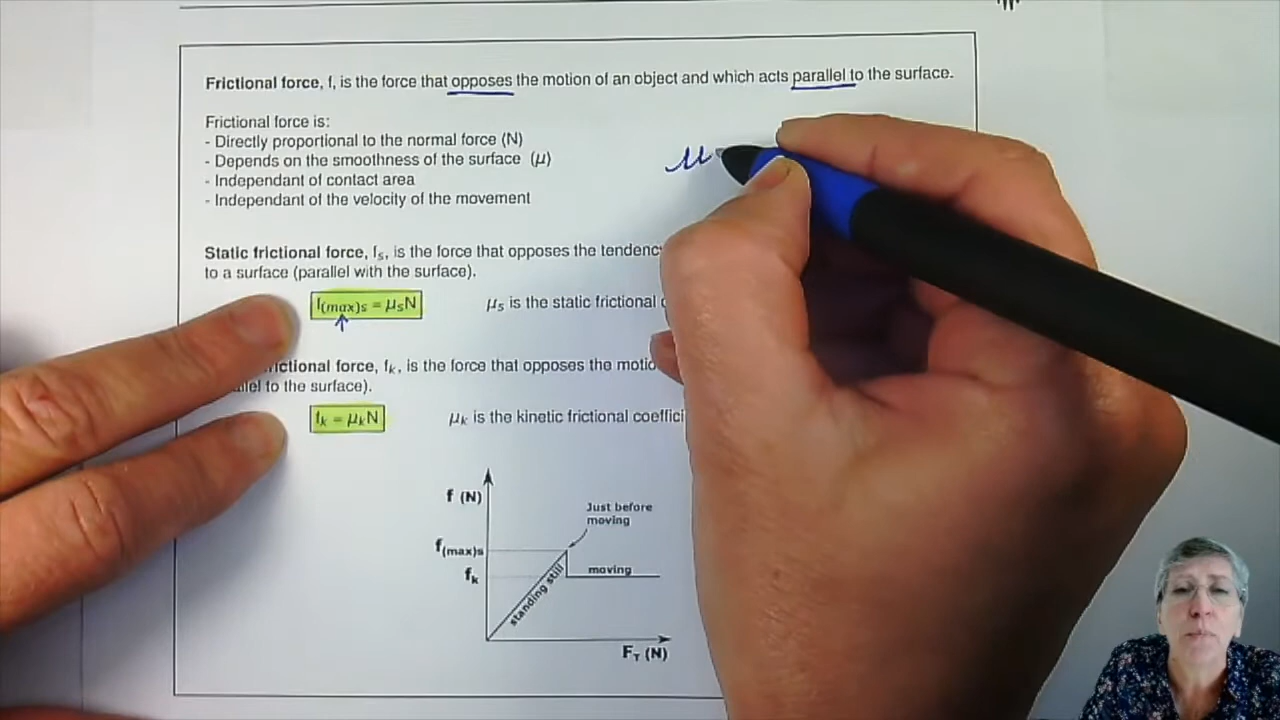 Frictional force, f, is the force that opposes the motion of an object and which acts parallel to the surface.
Frictional force is:
- Directly proportional to the normal force (N)
- Depends on the smoothness of the surface (μ)
- Independant of contact area
- Independant of the velocity of the movement
μ
Static frictional force, fs, is the force that opposes the
to a surface (parallel with the surface).
f(max)s = μsN
μs is the static frictional
force, fk, is the force that opposes the
to the surface).
fk = μkN
μk is the kinetic frictional
f (N)
Just before
moving
f(max)s
fk
moving
standing still
FT (N)